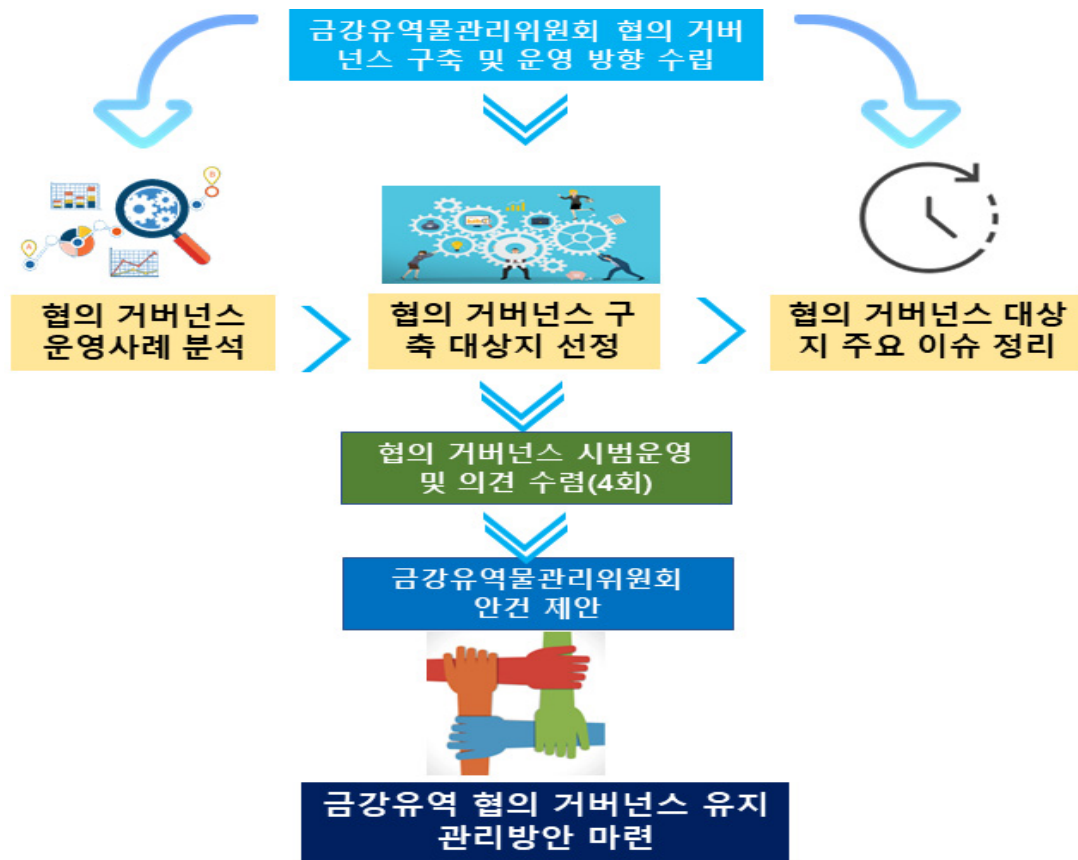 금강유역물관리위원회 협의 거버
넌스 구축 및 운영 방향 수립
B
A
협의 거버넌스
운영사례 분석
협의 거버넌스 구
축 대상지 선정
협의 거버넌스 대상
지 주요 이슈 정리
협의 거버넌스 시범운영
및 의견 수렴(4회)
금강유역물관리위원회
안건 제안
금강유역 협의 거버넌스 유지
관리방안 마련